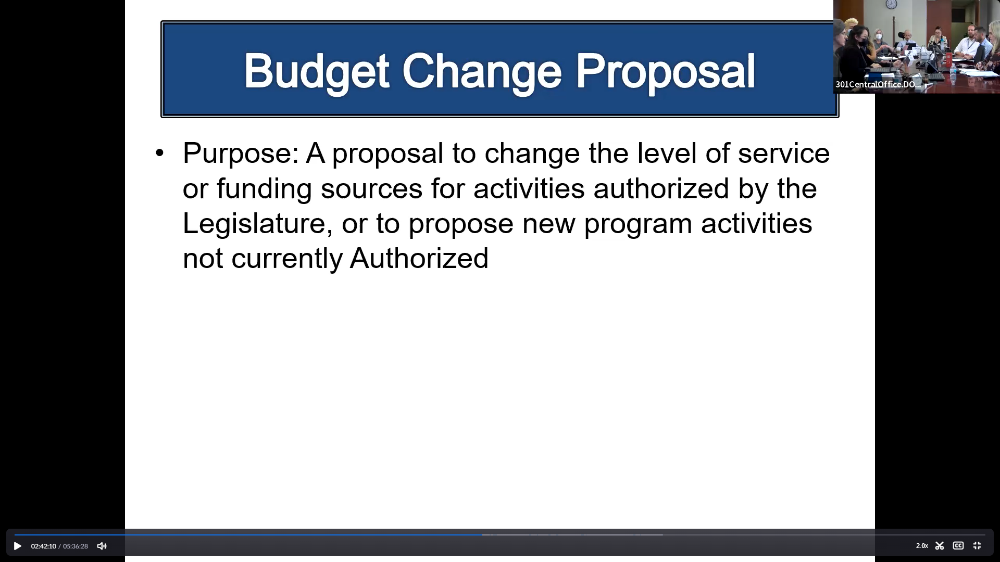 Budget Change Proposal
301CentralOffice.DO...
• Purpose: A proposal to change the level of service
or funding sources for activities authorized by the
Legislature, or to propose new program activities
not currently Authorized
02:42:10 / 05:36:28
2.0x
CC